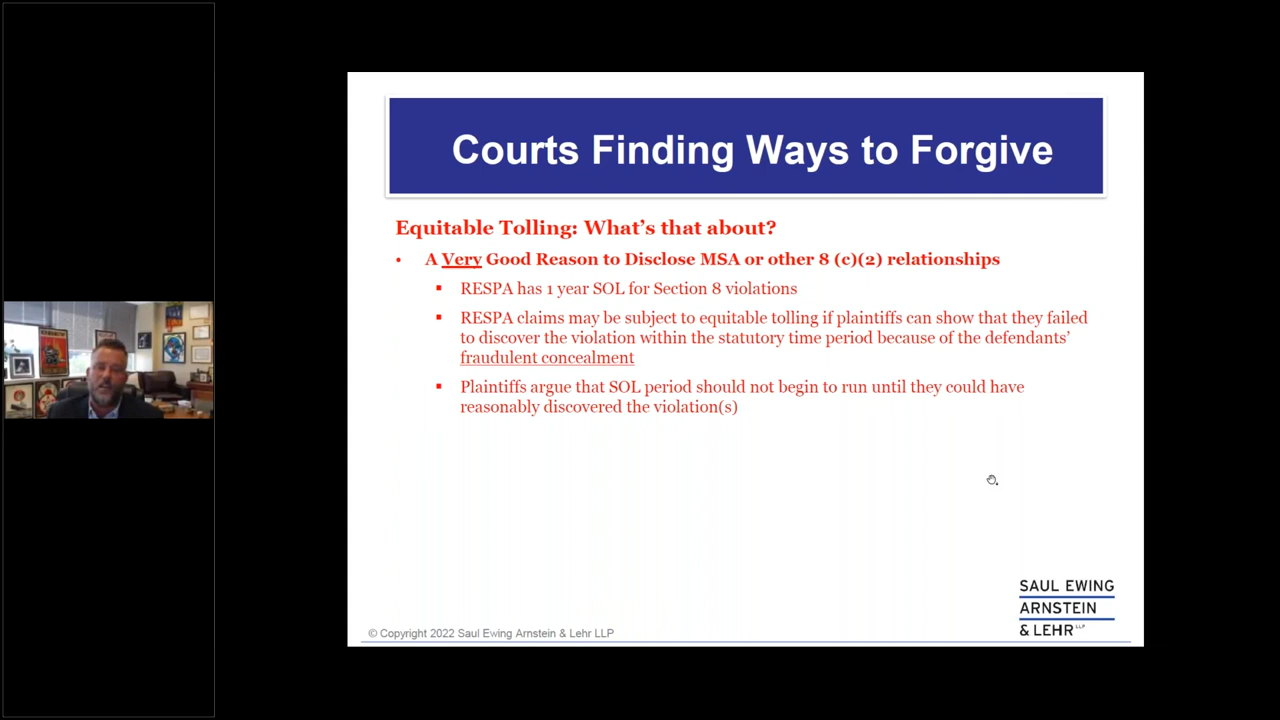 Courts Finding Ways to Forgive
Equitable Tolling: What's that about?
• A Very Good Reason to Disclose MSA or other 8 (c)(2) relationships
▪ RESPA has 1 year SOL for Section 8 violations
▪ RESPA claims may be subject to equitable tolling if plaintiffs can show that they failed
to discover the violation within the statutory time period because of the defendants'
fraudulent concealment
▪ Plaintiffs argue that SOL period should not begin to run until they could have
reasonably discovered the violation(s)
SAUL EWING
ARNSTEIN
& LEHR LLP
© Copyright 2022 Saul Ewing Arnstein & Lehr LLP